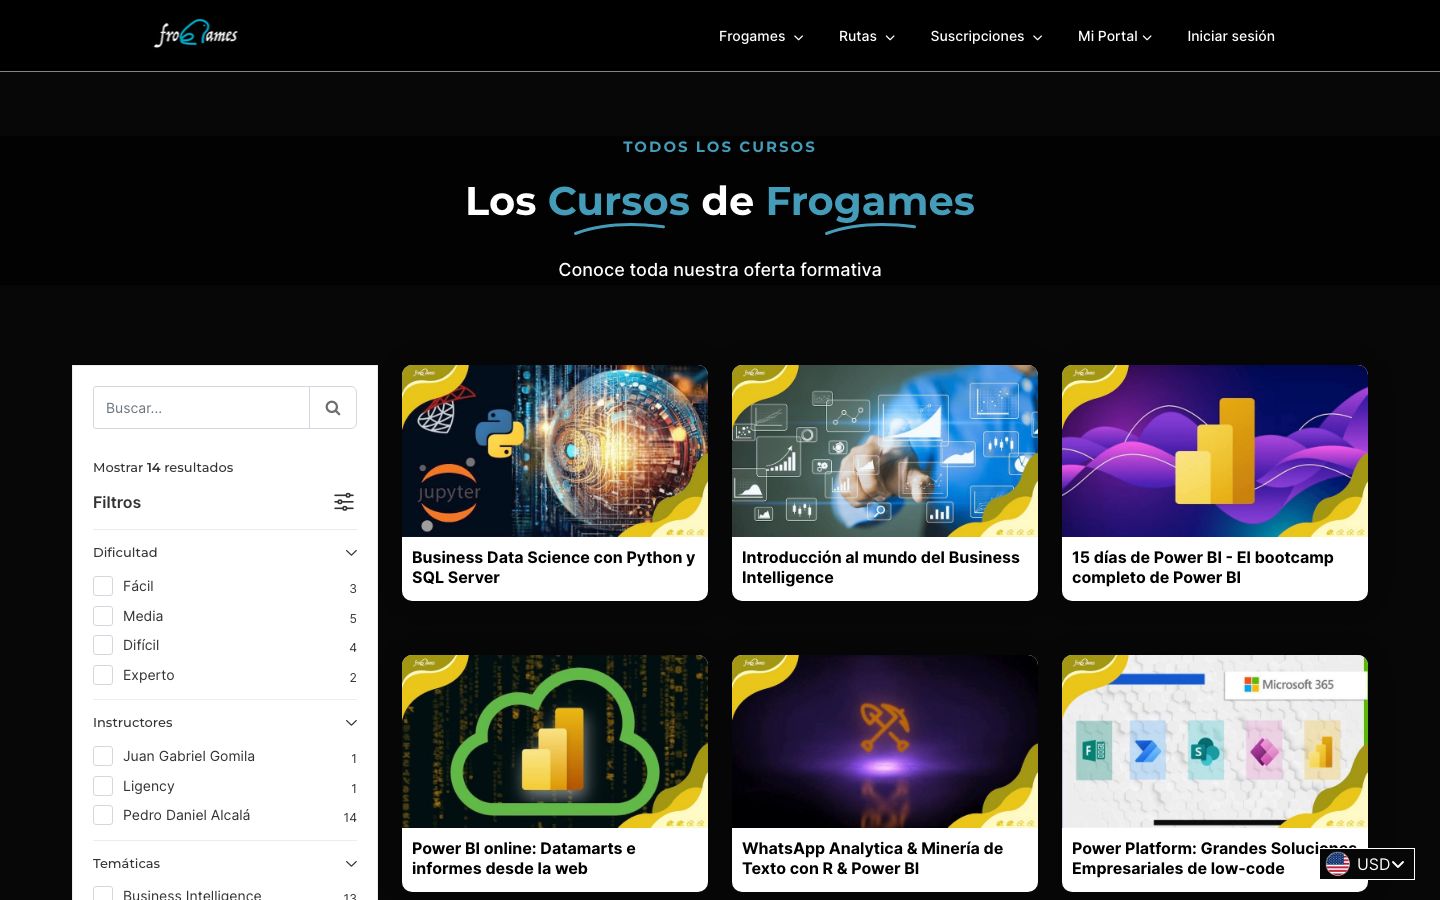 frogames
Frogames
Rutas
Suscripciones
Mi Portal
Iniciar sesión
TODOS LOS CURSOS
Los Cursos de Frogames
Conoce toda nuestra oferta formativa
Buscar...
Mostrar 14 resultados
Filtros
Dificultad
Fácil 3
Media 5
Difícil 4
Experto 2
Instructores
Juan Gabriel Gomila 1
Ligency 1
Pedro Daniel Alcalá 14
Temáticas
Business Intelligence 13
jupyter
Business Data Science con Python y
SQL Server
Introducción al mundo del Business
Intelligence
15 días de Power BI - El bootcamp
completo de Power BI
Power BI online: Datamarts e
informes desde la web
WhatsApp Analytica & Minería de
Texto con R & Power BI
Microsoft 365
Power Platform: Grandes Soluciones
Empresariales de low-code
USD